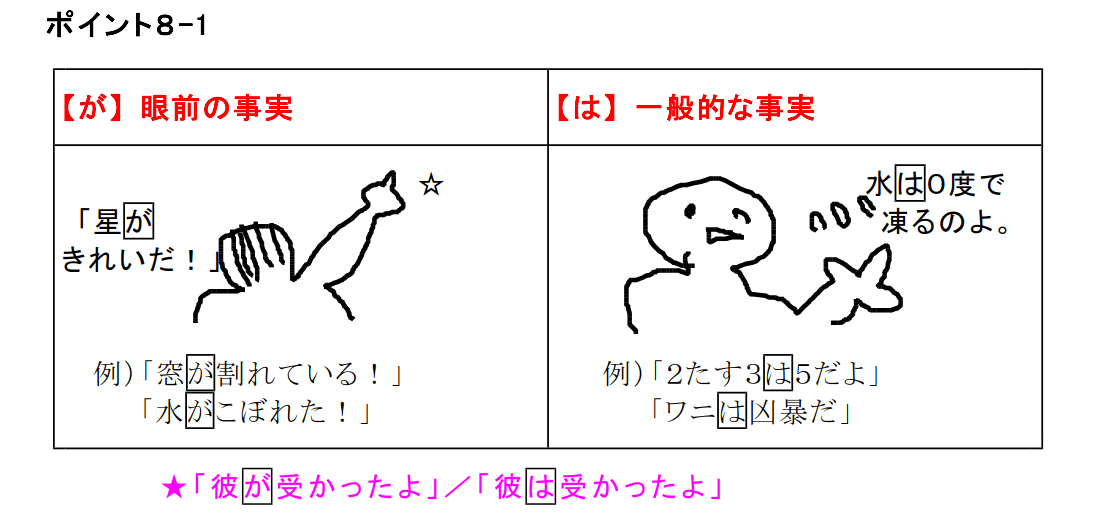 ポイント8-1
【が】眼前の事実
【は】一般的な事実
「星が
きれいだ！」
☆
水は0度で
凍るのよ。
例)「窓が割れている！」
「水がこぼれた！」
例)「2たす3は5だよ」
「ワニは凶暴だ」
★「彼が受かったよ」／「彼は受かったよ」